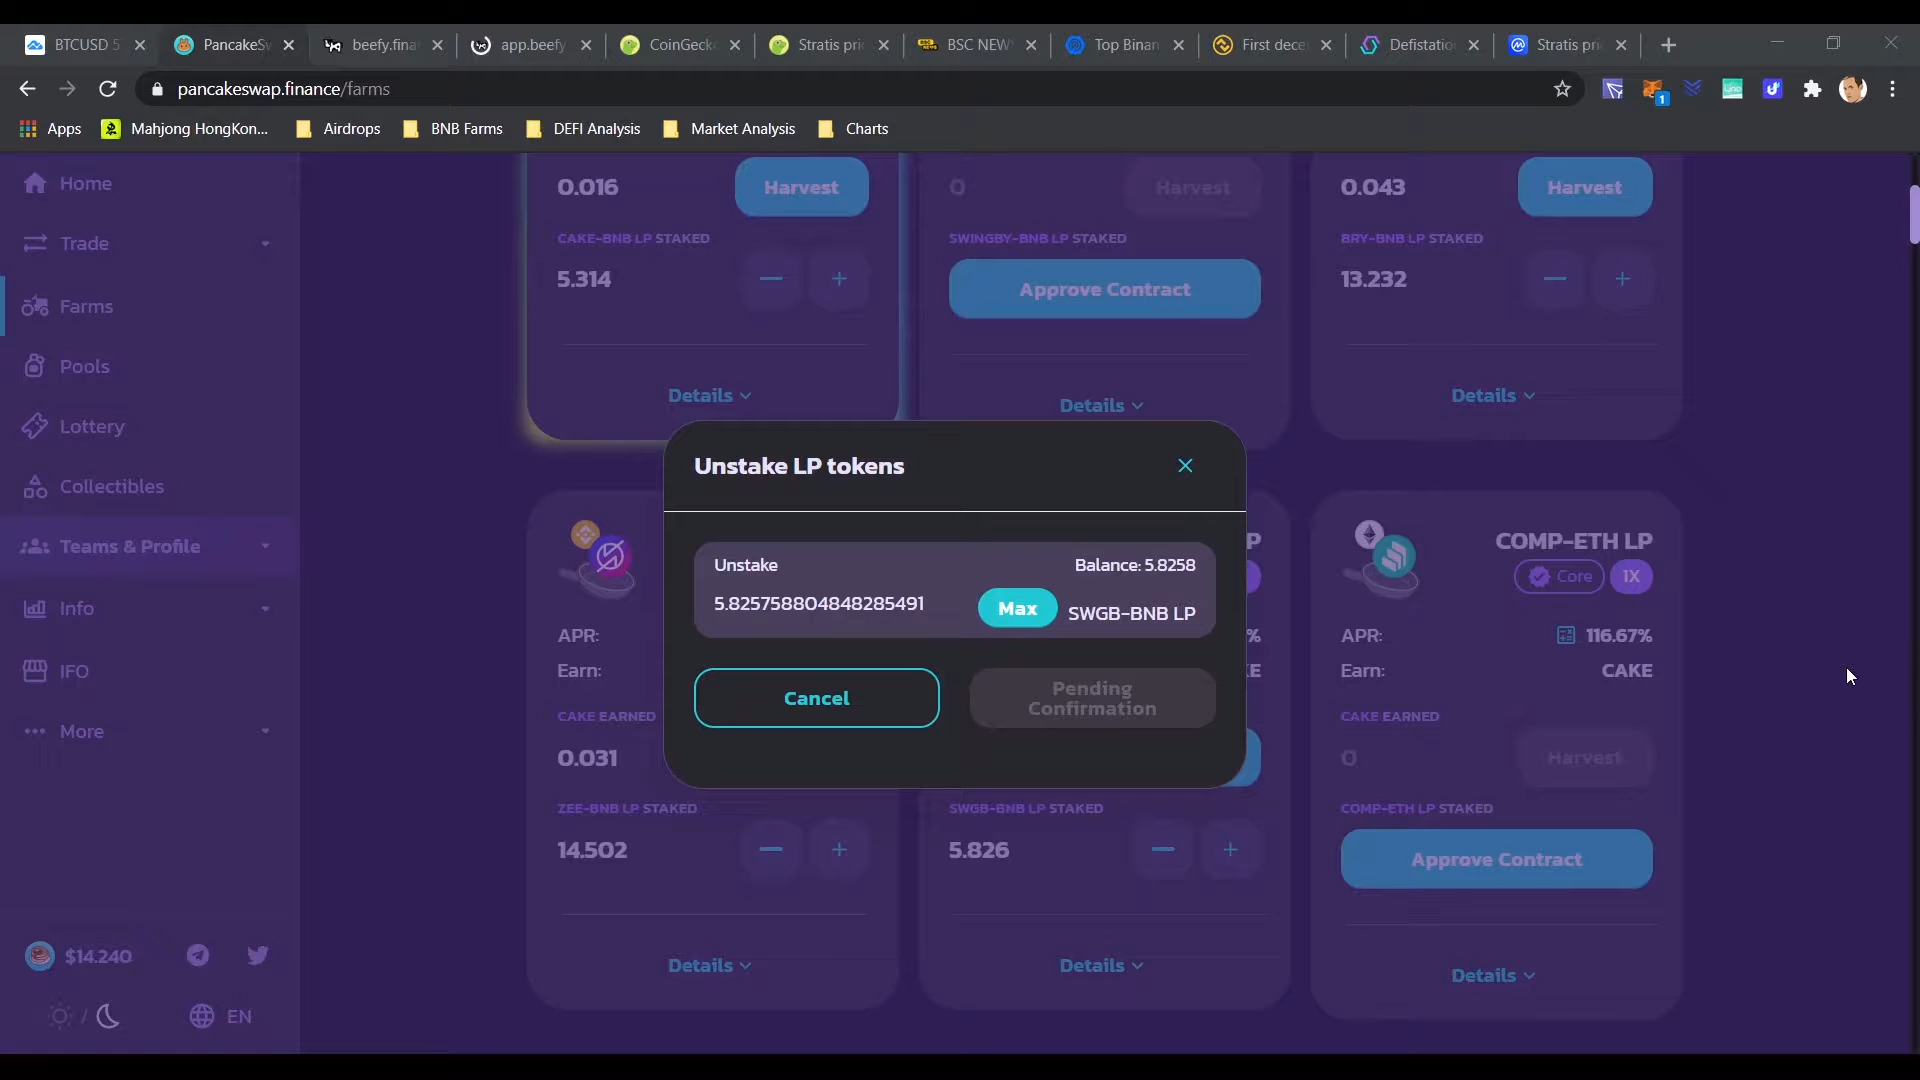 BTCUSD 5
PancakeSw
beefy.fina
app.beefy
CoinGecko
Stratis pri
BSC NEW
Top Binan
First dece
Defistatio
Stratis pri
pancakeswap.finance/farms
1
Apps
Mahjong HongKon...
Airdrops
BNB Farms
DEFI Analysis
Market Analysis
Charts
Home
Trade
Farms
Pools
Lottery
Collectibles
Teams & Profile
Info
IFO
More
$14.240
/
EN
0.016
Harvest
CAKE-BNB LP STAKED
5.314
Details
0
Harvest
SWINGBY-BNB LP STAKED
Approve Contract
Details
0.043
Harvest
BRY-BNB LP STAKED
13.232
Details
Unstake LP tokens
Unstake
Balance: 5.8258
5.825758804848285491
Max
SWGB-BNB LP
Cancel
Pending
Confirmation
APR:
Earn:
CAKE EARNED
0.031
ZEE-BNB LP STAKED
14.502
Details
P
%
KE
SWGB-BNB LP STAKED
5.826
Details
COMP-ETH LP
Core
1X
APR:
116.67%
Earn:
CAKE
CAKE EARNED
0
Harvest
COMP-ETH LP STAKED
Approve Contract
Details